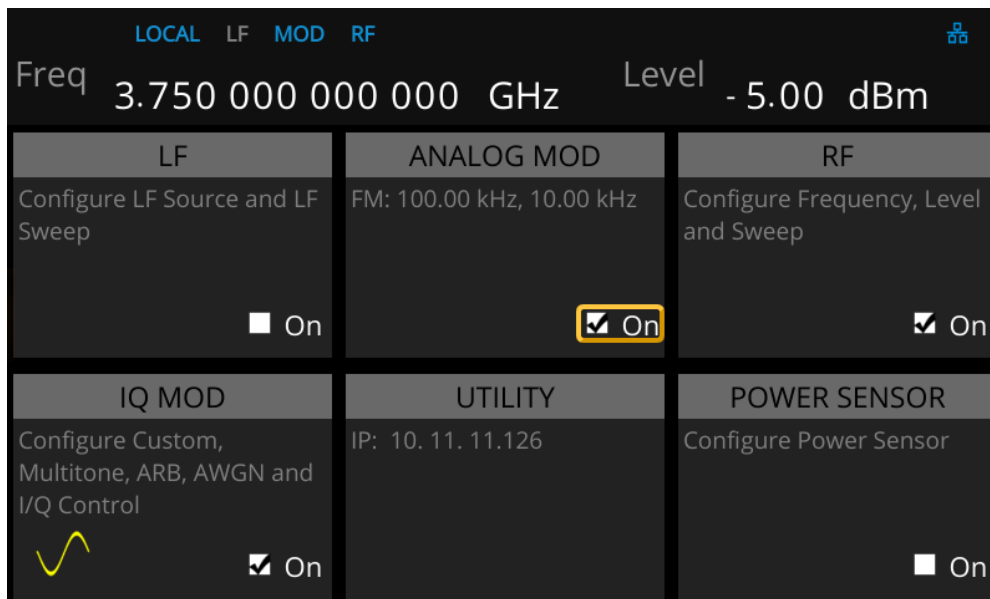 LOCAL LF MOD RF
Freq 3.750 000 000 000 GHz Level - 5.00 dBm
LF
Configure LF Source and LF
Sweep
On
ANALOG MOD
FM: 100.00 kHz, 10.00 kHz
On
RF
Configure Frequency, Level
and Sweep
On
IQ MOD
Configure Custom,
Multitone, ARB, AWGN and
I/Q Control
On
UTILITY
IP: 10. 11. 11.126
POWER SENSOR
Configure Power Sensor
On